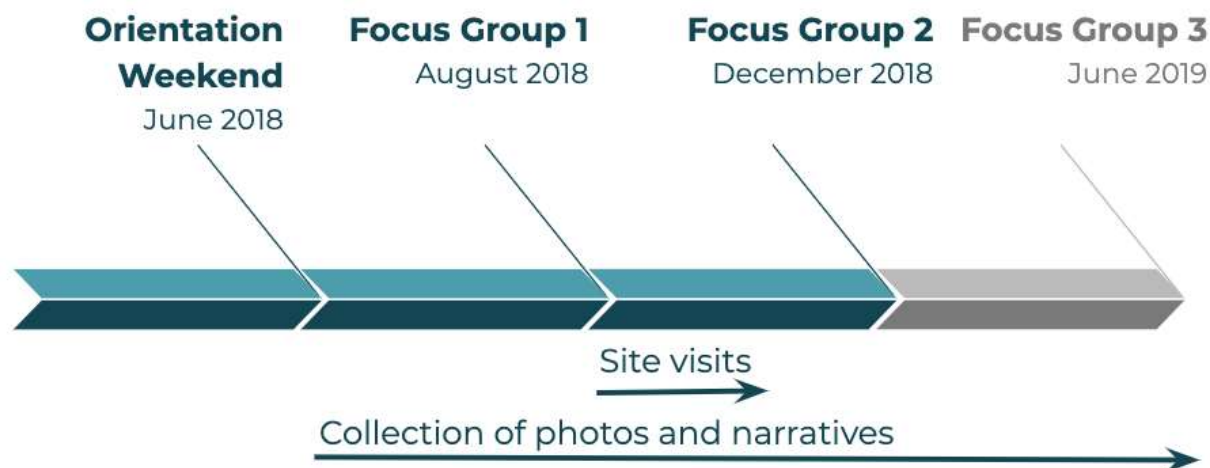 Orientation
Weekend
June 2018
Focus Group 1
August 2018
Focus Group 2
December 2018
Focus Group 3
June 2019
Site visits
Collection of photos and narratives